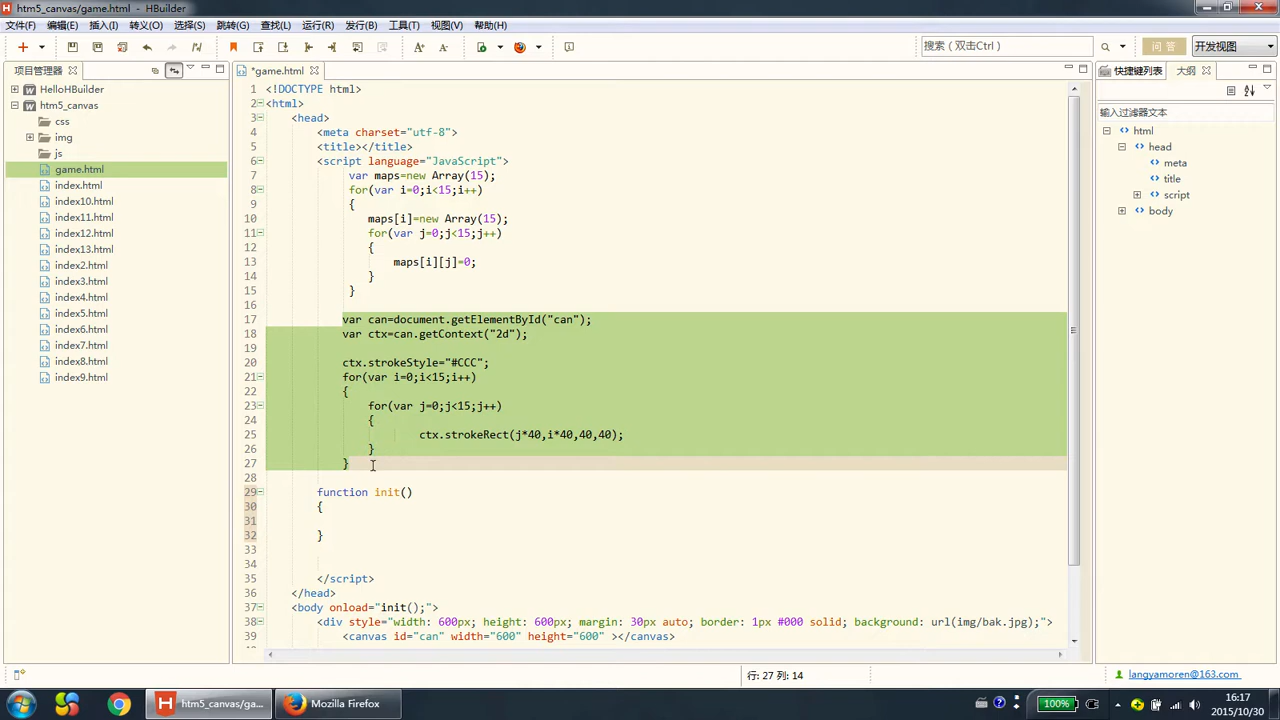 htm5_canvas/game.html - HBuilder
文件(F) 编辑(E) 插入(I) 转义(O) 选择(S) 跳转(G) 查找(L) 运行(R) 发行(B) 工具(T) 视图(V) 帮助(H)
搜索（双击Ctrl）
问 答
开发视图
项目管理器
*game.html
快捷键列表
大纲
HelloHBuilder
htm5_canvas
css
img
js
game.html
index.html
index10.html
index11.html
index12.html
index13.html
index2.html
index3.html
index4.html
index5.html
index6.html
index7.html
index8.html
index9.html
1 <!DOCTYPE html>
2 <html>
3 <head>
4 <meta charset="utf-8">
5 <title></title>
6 <script language="JavaScript">
7 var maps=new Array(15);
8 for(var i=0;i<15;i++)
9 {
10 maps[i]=new Array(15);
11 for(var j=0;j<15;j++)
12 {
13 maps[i][j]=0;
14 }
15 }
16
17 var can=document.getElementById("can");
18 var ctx=can.getContext("2d");
19
20 ctx.strokeStyle="#CCC";
21 for(var i=0;i<15;i++)
22 {
23 for(var j=0;j<15;j++)
24 {
25 ctx.strokeRect(j*40,i*40,40,40);
26 }
27 }
28
29 function init()
30 {
31
32 }
33
34
35 </script>
36 </head>
37 <body onload="init();">
38 <div style="width: 600px; height: 600px; margin: 30px auto; border: 1px #000 solid; background: url(img/bak.jpg);">
39 <canvas id="can" width="600" height="600" ></canvas>
输入过滤器文本
html
head
meta
title
script
body
行: 27 列: 14
langyamoren@163.com
htm5_canvas/ga...
Mozilla Firefox
100%
16:17
2015/10/30